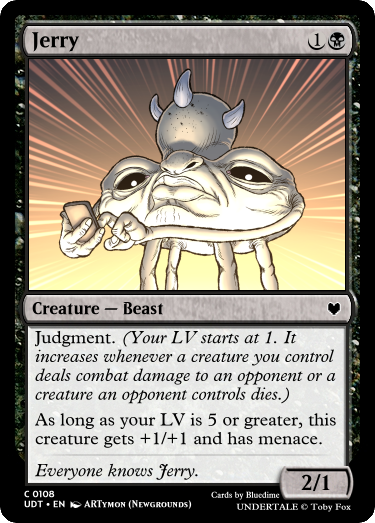 Jerry 1
Creature — Beast
Judgment. (Your LV starts at 1. It
increases whenever a creature you control
deals combat damage to an opponent or a
creature an opponent controls dies.)
As long as your LV is 5 or greater, this
creature gets +1/+1 and has menace.
Everyone knows Jerry.
2/1
C 0108
UDT • EN ARTymon (Newgrounds)
Cards by Bluedime
UNDERTALE © Toby Fox